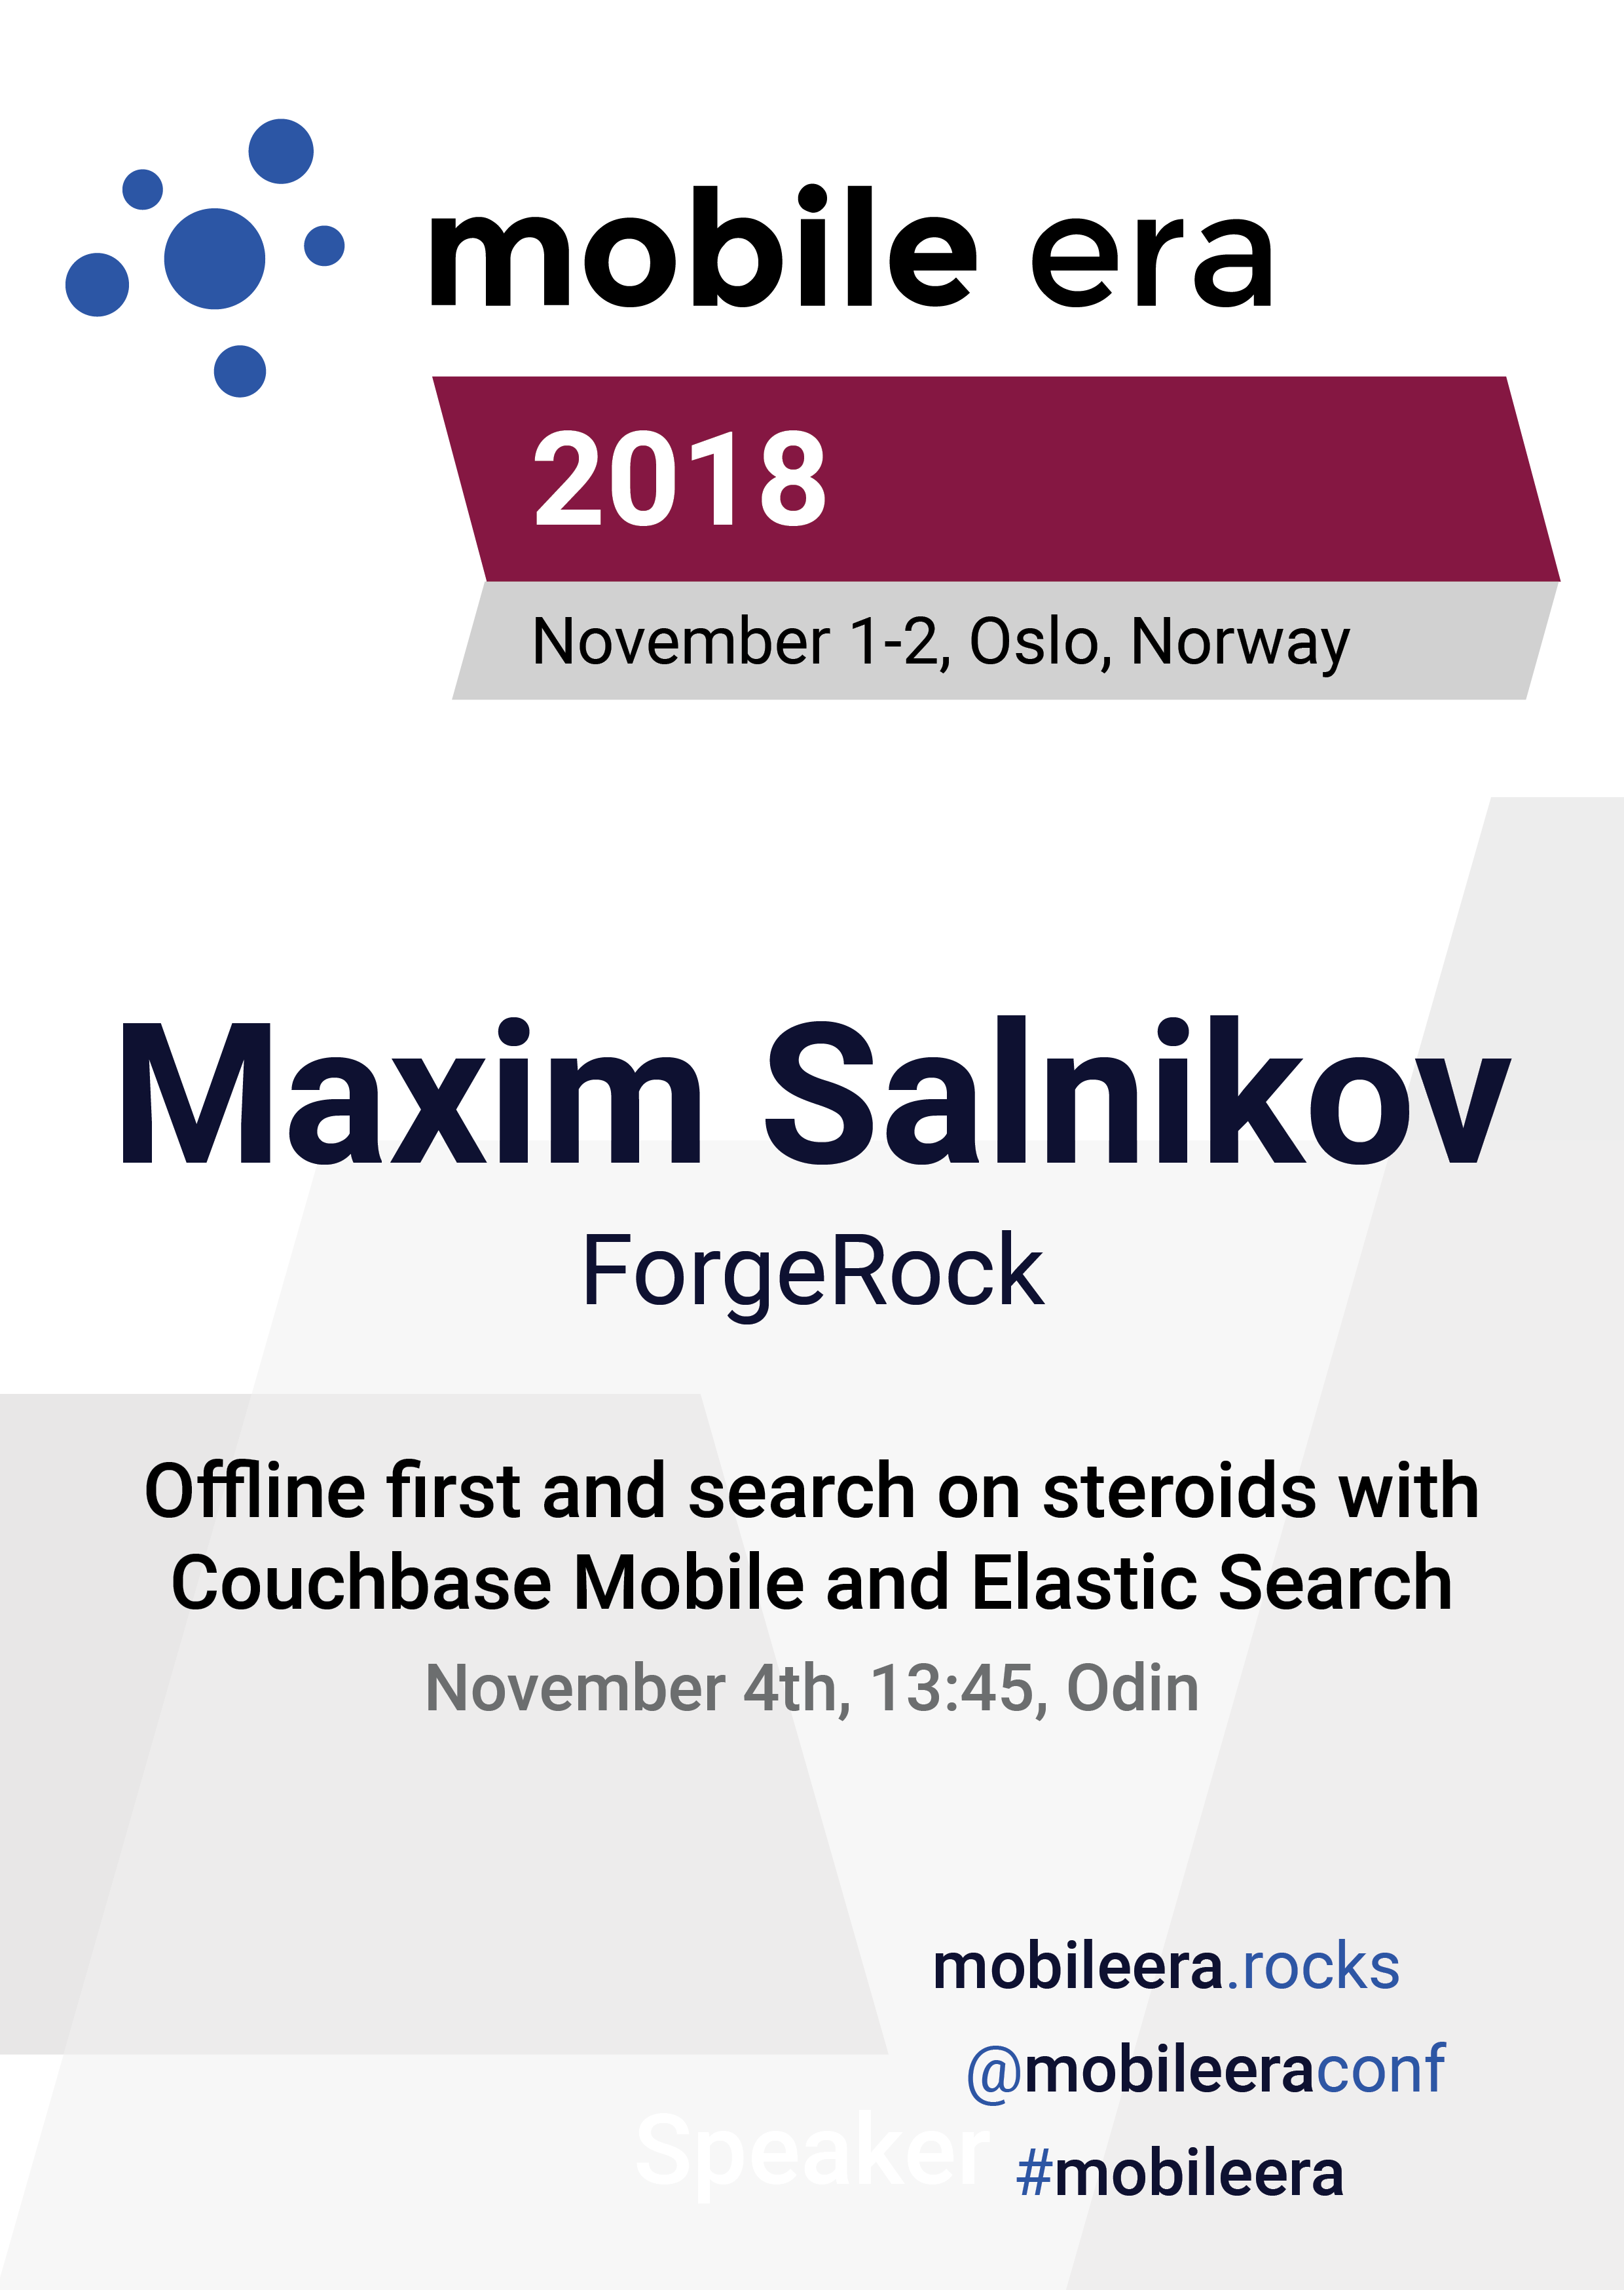 mobile era
2018
November 1-2, Oslo, Norway
Maxim Salnikov
ForgeRock
Offline first and search on steroids with
Couchbase Mobile and Elastic Search
November 4th, 13:45, Odin
mobileera.rocks
@mobileeraconf
Speaker
#mobileera